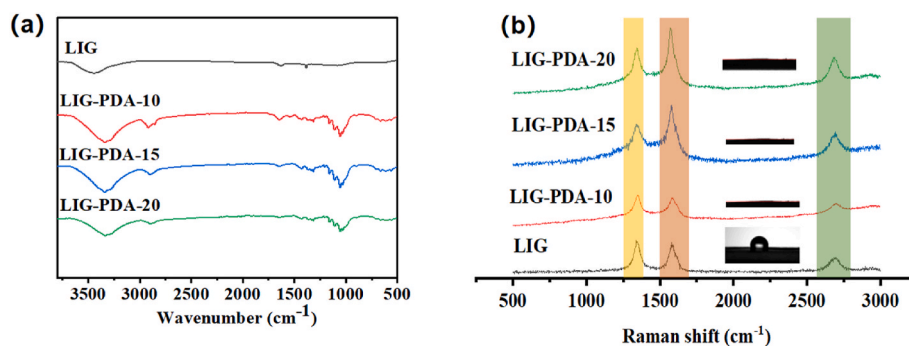 (a)
LIG
LIG-PDA-10
LIG-PDA-15
LIG-PDA-20
3500 3000 2500 2000 1500 1000 500
Wavenumber (cm⁻¹)
(b)
LIG-PDA-20
LIG-PDA-15
LIG-PDA-10
LIG
500 1000 1500 2000 2500 3000
Raman shift (cm⁻¹)